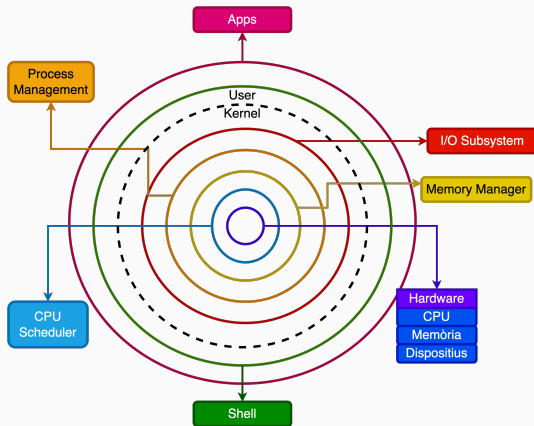 Apps
Process
Management
User
Kernel
I/O Subsystem
Memory Manager
CPU
Scheduler
Hardware
CPU
Memòria
Dispositius
Shell